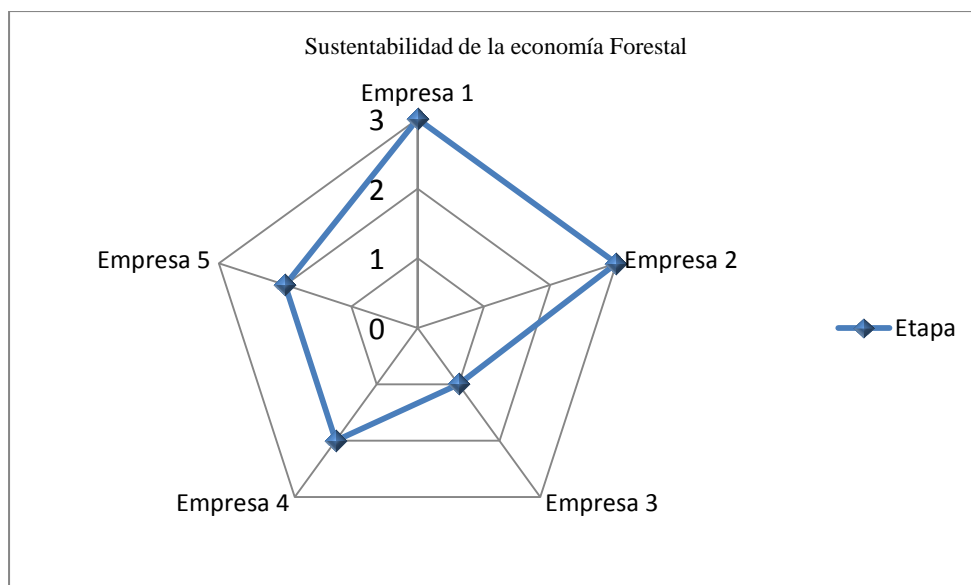 Sustentabilidad de la economía Forestal
Empresa 1
3
2
1
0
Empresa 5
Empresa 2
Etapa
Empresa 4
Empresa 3